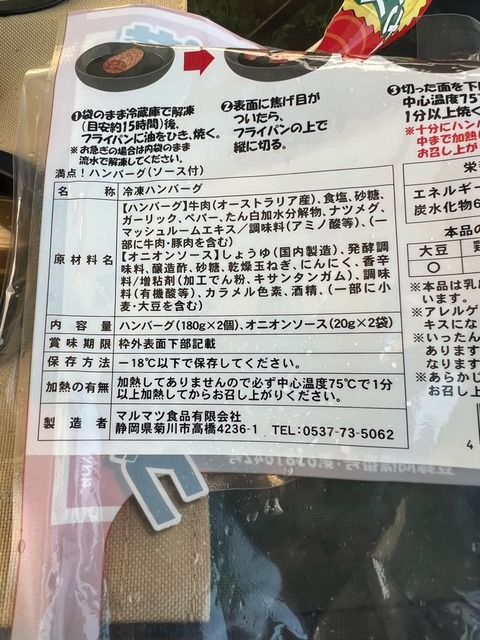 ❶袋のまま冷蔵庫で解凍
(目安約15時間)後、
フライパンに油をひき、焼く。
※お急ぎの場合は内袋のまま
流水で解凍してください。
❷表面に焦げ目が
ついたら、
フライパンの上で
縦に切る。
❸切った面を下
中心温度75℃
1分以上焼く
※十分にハン
中まで加熱
お召し上が
満点!ハンバーグ(ソース付)
名 称 冷凍ハンバーグ
原材料名
【ハンバーグ】牛肉(オーストラリア産)、食塩、砂糖、
ガーリック、ペパー、たん白加水分解物、ナツメグ、
マッシュルームエキス/調味料(アミノ酸等)、(一
部に牛肉・豚肉を含む)
【オニオンソース】しょうゆ(国内製造)、発酵調
味料、醸造酢、砂糖、乾燥玉ねぎ、にんにく、香辛
料/増粘剤(加工でん粉、キサンタンガム)、調味
料(有機酸等)、カラメル色素、酒精、(一部に小
麦・大豆を含む)
内容量 ハンバーグ(180g×2個)、オニオンソース(20g×2袋)
賞味期限 枠外表面下部記載
保存方法 −18℃以下で保存してください。
加熱の有無
加熱してありませんので必ず中心温度75℃で1分
以上加熱してからお召し上がりください。
製造者
マルマツ食品有限会社
静岡県菊川市高橋4236-1 TEL:0537-73-5062
栄
エネルギー
炭水化物6
本品の
大豆
○
※本品は乳
います。
※アレルゲ
キスにな
※いったん
あります
なります
※あらかじ
お召し上
4